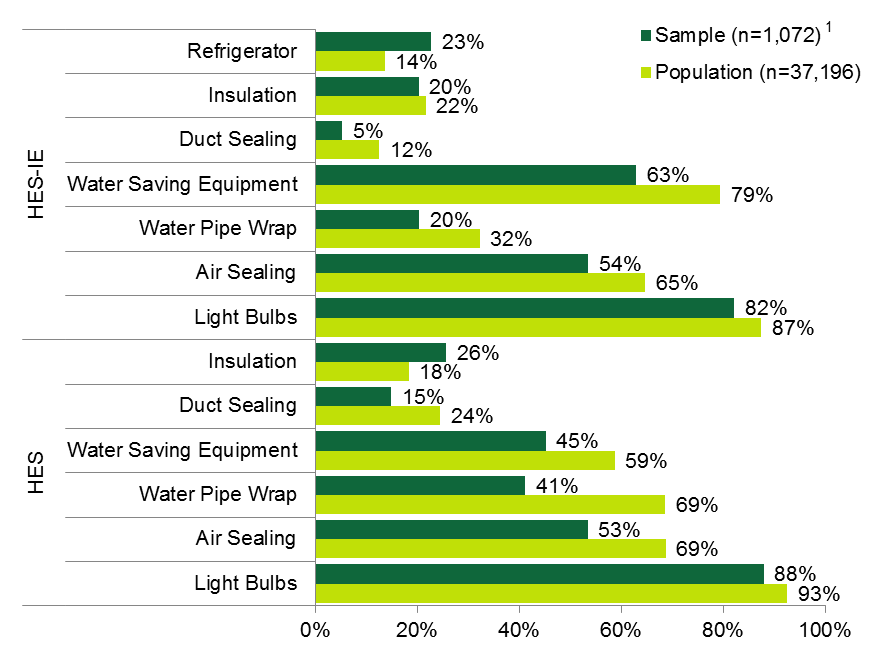 Sample (n=1,072) 1
Population (n=37,196)
HES-IE
Refrigerator
23%
14%
Insulation
20%
22%
Duct Sealing
5%
12%
Water Saving Equipment
63%
79%
Water Pipe Wrap
20%
32%
Air Sealing
54%
65%
Light Bulbs
82%
87%
HES
Insulation
26%
18%
Duct Sealing
15%
24%
Water Saving Equipment
45%
59%
Water Pipe Wrap
41%
69%
Air Sealing
53%
69%
Light Bulbs
88%
93%
0% 20% 40% 60% 80% 100%